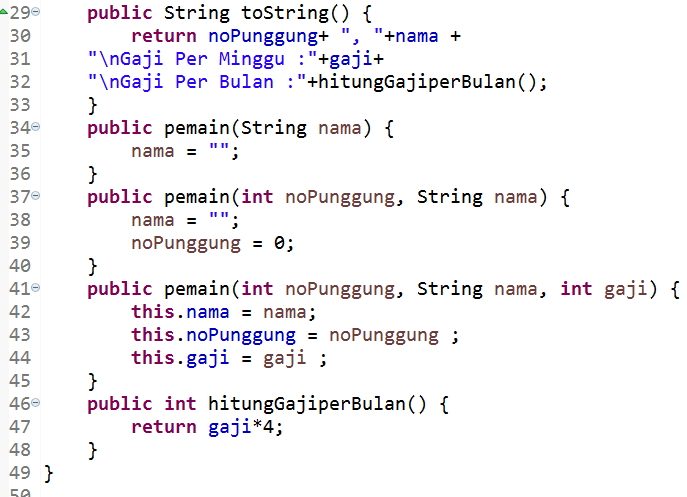 29 public String toString() {
30 return noPunggung+ ", "+nama +
31 "\nGaji Per Minggu :"+gaji+
32 "\nGaji Per Bulan :"+hitungGajiperBulan();
33 }
34 public pemain(String nama) {
35 nama = "";
36 }
37 public pemain(int noPunggung, String nama) {
38 nama = "";
39 noPunggung = 0;
40 }
41 public pemain(int noPunggung, String nama, int gaji) {
42 this.nama = nama;
43 this.noPunggung = noPunggung ;
44 this.gaji = gaji ;
45 }
46 public int hitungGajiperBulan() {
47 return gaji*4;
48 }
49 }
50